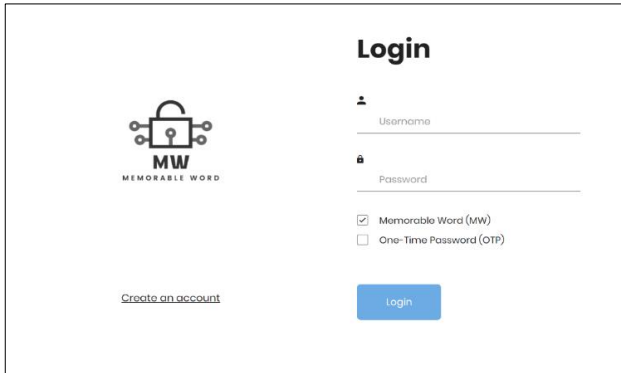 Login
Username
MW
MEMORABLE WORD
Password
Memorable Word (MW)
One-Time Password (OTP)
Create an account
Login